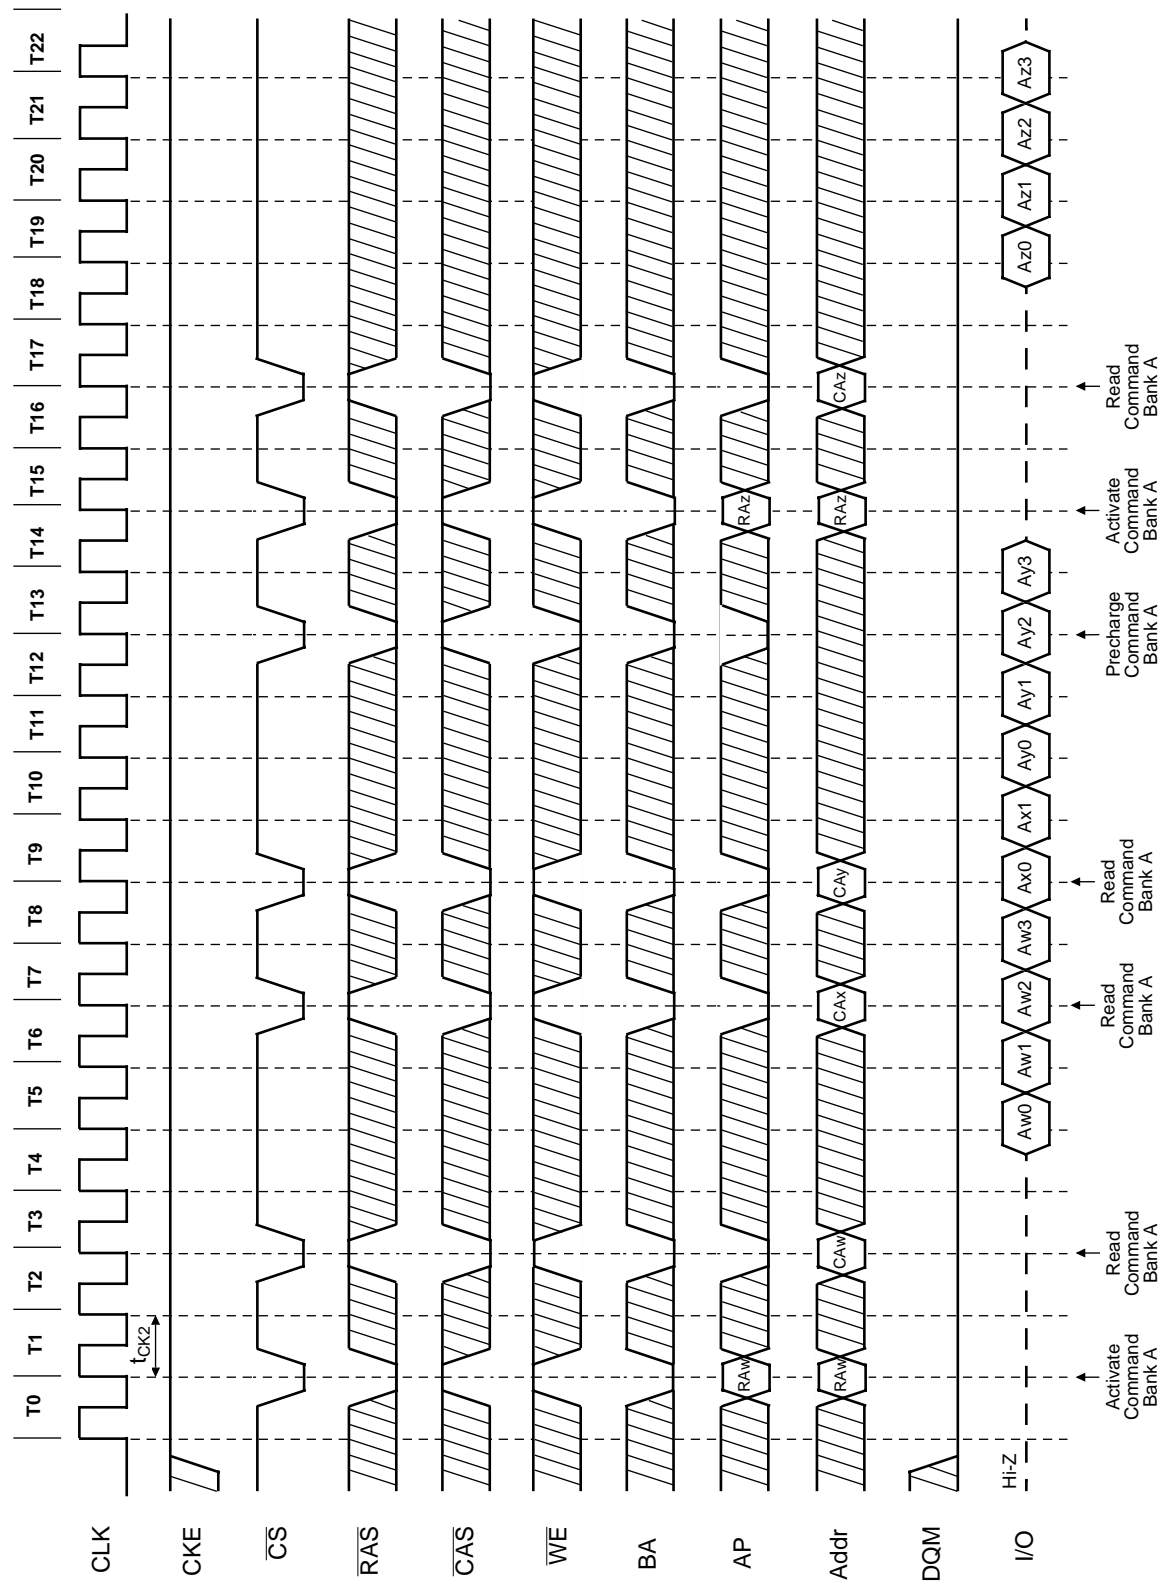 T0 T1 T2 T3 T4 T5 T6 T7 T8 T9 T10 T11 T12 T13 T14 T15 T16 T17 T18 T19 T20 T21 T22
CLK
tCK2
CKE
CS
RAS
CAS
WE
BA
AP
RAw RAz
Addr
RAw CAw CAx CAy RAz CAz
DQM
I/O
Hi-Z
Aw0 Aw1 Aw2 Aw3 Ax0 Ax1 Ay0 Ay1 Ay2 Ay3 Az0 Az1 Az2 Az3
Activate
Command
Bank A
Read
Command
Bank A
Read
Command
Bank A
Read
Command
Bank A
Precharge
Command
Bank A
Activate
Command
Bank A
Read
Command
Bank A